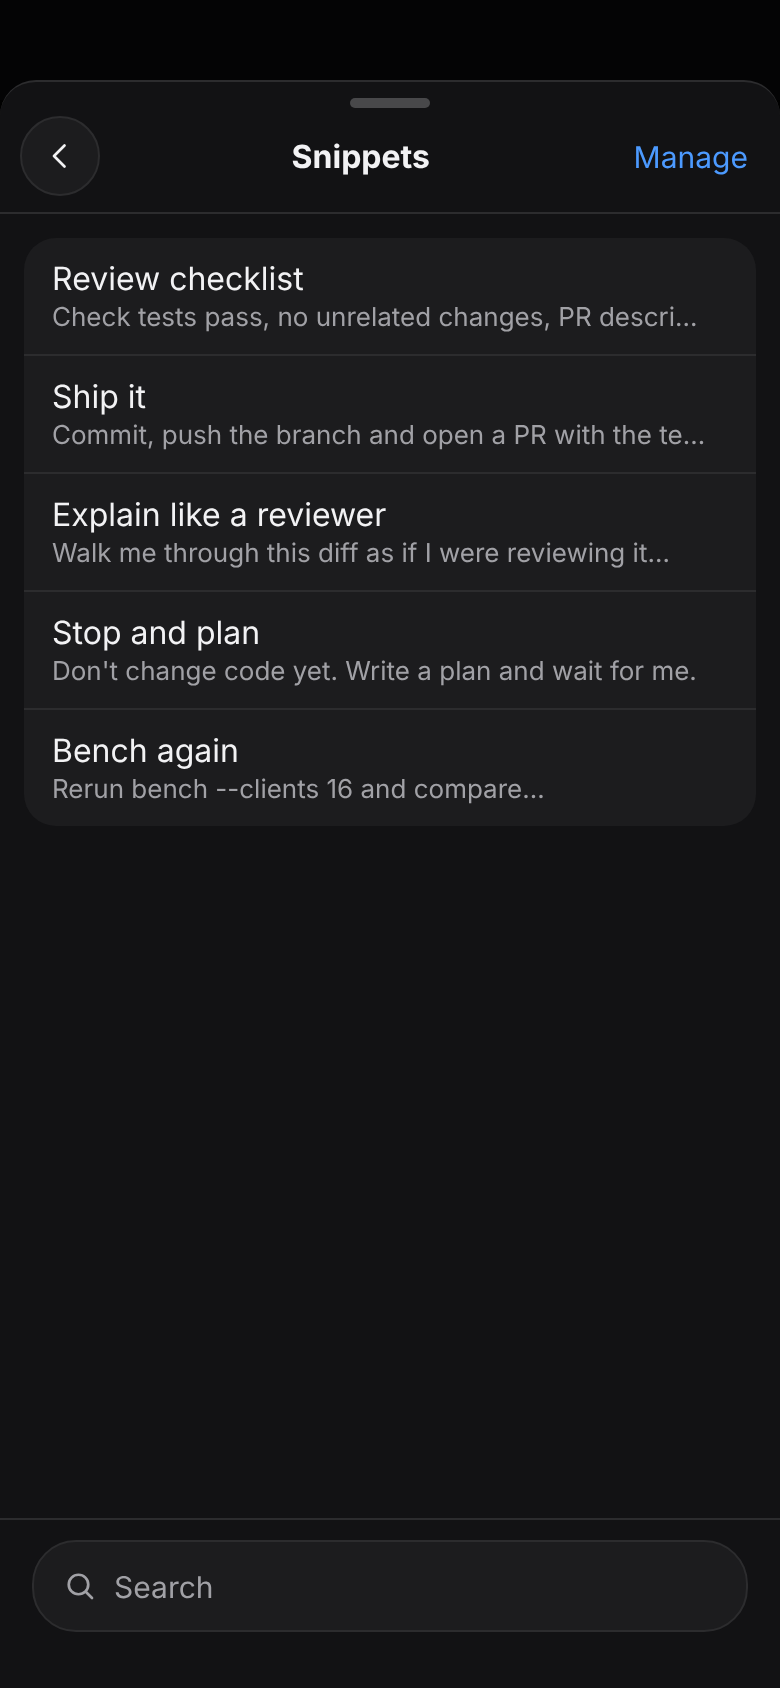 Snippets
Manage
Review checklist
Check tests pass, no unrelated changes, PR descri...
Ship it
Commit, push the branch and open a PR with the te...
Explain like a reviewer
Walk me through this diff as if I were reviewing it...
Stop and plan
Don't change code yet. Write a plan and wait for me.
Bench again
Rerun bench --clients 16 and compare...
Search